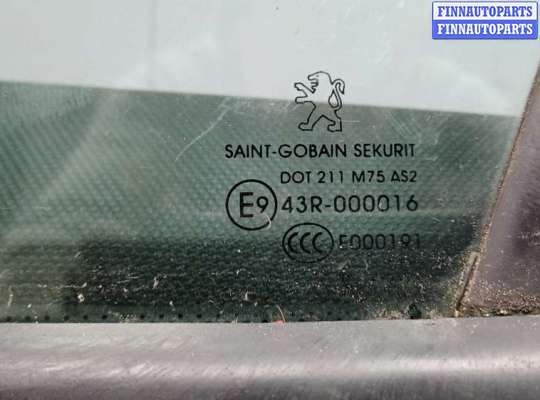 FINNAUTOPARTS
FINNAUTOPARTS
SAINT-GOBAIN SEKURIT
DOT 211 M75 AS2
E9 43R-000016
CCC E000191